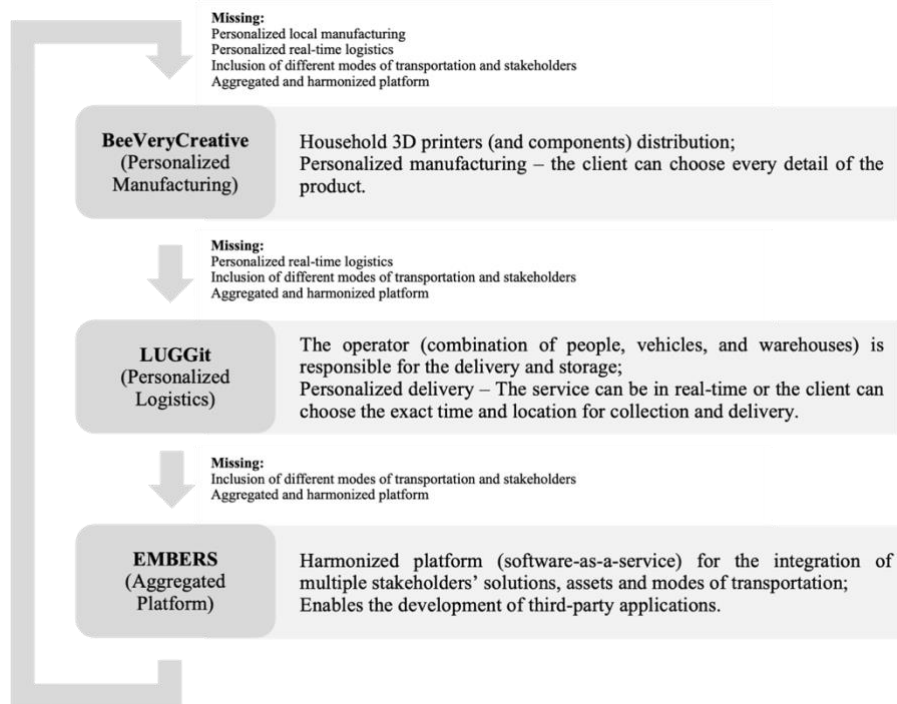 Missing:
Personalized local manufacturing
Personalized real-time logistics
Inclusion of different modes of transportation and stakeholders
Aggregated and harmonized platform
BeeVeryCreative
(Personalized
Manufacturing)
Household 3D printers (and components) distribution;
Personalized manufacturing – the client can choose every detail of the
product.
Missing:
Personalized real-time logistics
Inclusion of different modes of transportation and stakeholders
Aggregated and harmonized platform
LUGGit
(Personalized
Logistics)
The operator (combination of people, vehicles, and warehouses) is
responsible for the delivery and storage;
Personalized delivery – The service can be in real-time or the client can
choose the exact time and location for collection and delivery.
Missing:
Inclusion of different modes of transportation and stakeholders
Aggregated and harmonized platform
EMBERS
(Aggregated
Platform)
Harmonized platform (software-as-a-service) for the integration of
multiple stakeholders’ solutions, assets and modes of transportation;
Enables the development of third-party applications.